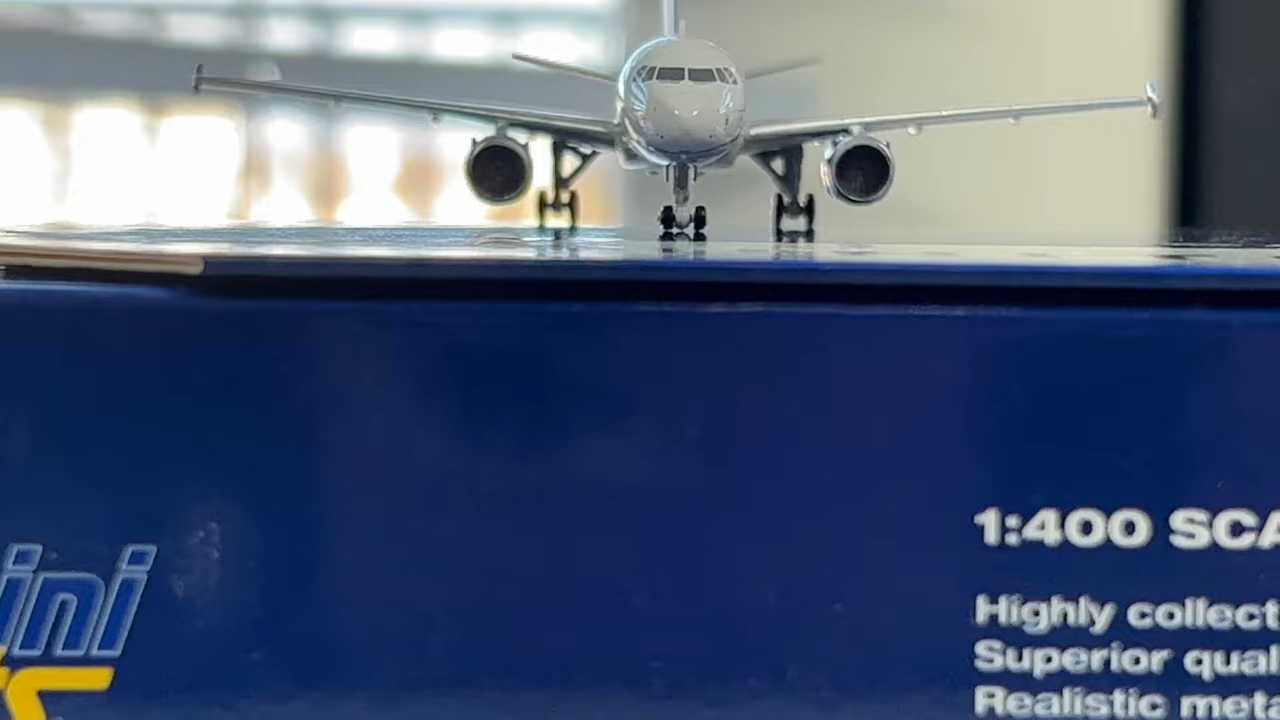 ini
1:400 SCA
Highly collect
Superior qual
Realistic meta